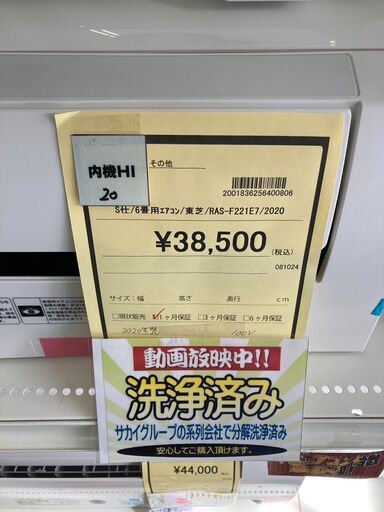 内機HI
20
その他
2001836256400806
S仕/6畳用エアコン/東芝/RAS-F221E7/2020
¥38,500
(税込)
081024
サイズ:幅 高さ 奥行 cm
□現状販売 ☑1ヶ月保証 □3ヶ月保証 □6ヶ月保証
2020年製 100V
動画放映中!!
洗浄済み
サカイグループの系列会社で分解洗浄済み
安心してご購入頂けます。
¥44,000